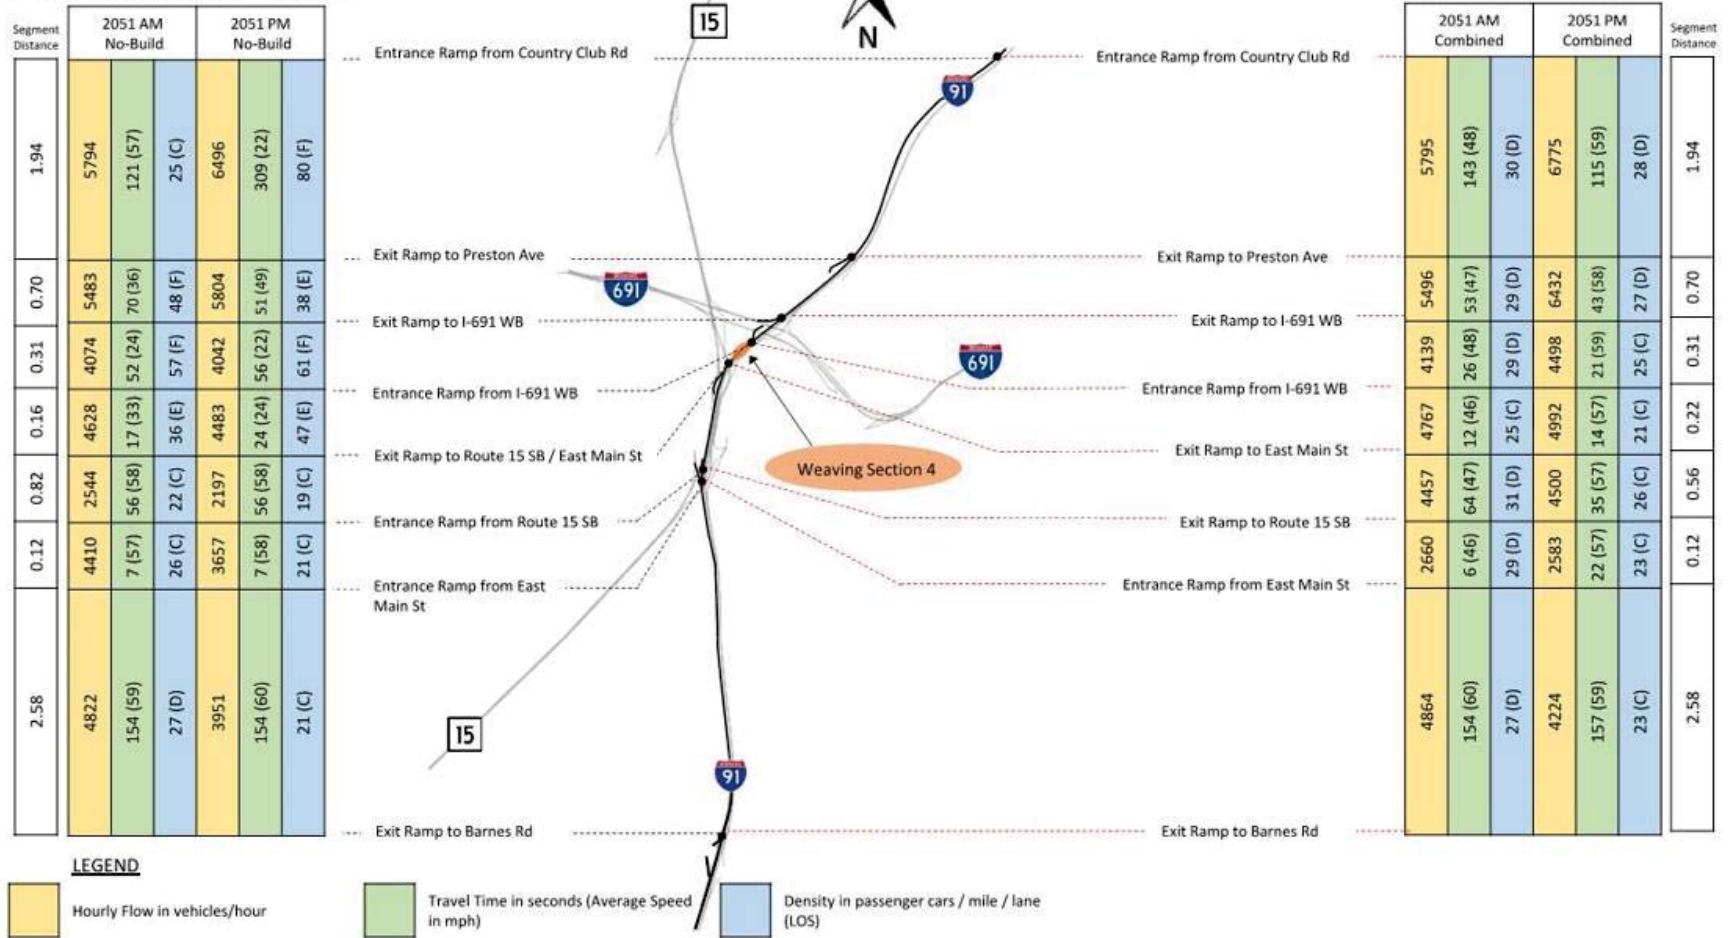 Segment
Distance
2051 AM
No-Build
2051 PM
No-Build
1.94
5794
121 (57)
25 (C)
6496
309 (22)
80 (F)
0.70
5483
70 (36)
48 (F)
5804
51 (49)
38 (E)
0.31
4074
52 (24)
57 (F)
4042
56 (22)
61 (F)
0.16
4628
17 (33)
36 (E)
4483
24 (24)
47 (E)
0.82
2544
56 (58)
22 (C)
2197
56 (58)
19 (C)
0.12
4410
7 (57)
26 (C)
3657
7 (58)
21 (C)
2.58
4822
154 (59)
27 (D)
3951
154 (60)
21 (C)
Entrance Ramp from Country Club Rd
Exit Ramp to Preston Ave
Exit Ramp to I-691 WB
Entrance Ramp from I-691 WB
Exit Ramp to Route 15 SB / East Main St
Entrance Ramp from Route 15 SB
Entrance Ramp from East
Main St
Exit Ramp to Barnes Rd
15
N
91
691
691
Weaving Section 4
15
91
Entrance Ramp from Country Club Rd
Exit Ramp to Preston Ave
Exit Ramp to I-691 WB
Entrance Ramp from I-691 WB
Exit Ramp to East Main St
Exit Ramp to Route 15 SB
Entrance Ramp from East Main St
Exit Ramp to Barnes Rd
2051 AM
Combined
2051 PM
Combined
Segment
Distance
5795
143 (48)
30 (D)
6775
115 (59)
28 (D)
1.94
5496
53 (47)
29 (D)
6432
43 (58)
27 (D)
0.70
4139
26 (48)
29 (D)
4498
21 (59)
25 (C)
0.31
4767
12 (46)
25 (C)
4992
14 (57)
21 (C)
0.22
4457
64 (47)
31 (D)
4500
35 (57)
26 (C)
0.56
2660
6 (46)
29 (D)
2583
22 (57)
23 (C)
0.12
4864
154 (60)
27 (D)
4224
157 (59)
23 (C)
2.58
LEGEND
Hourly Flow in vehicles/hour
Travel Time in seconds (Average Speed
in mph)
Density in passenger cars / mile / lane
(LOS)